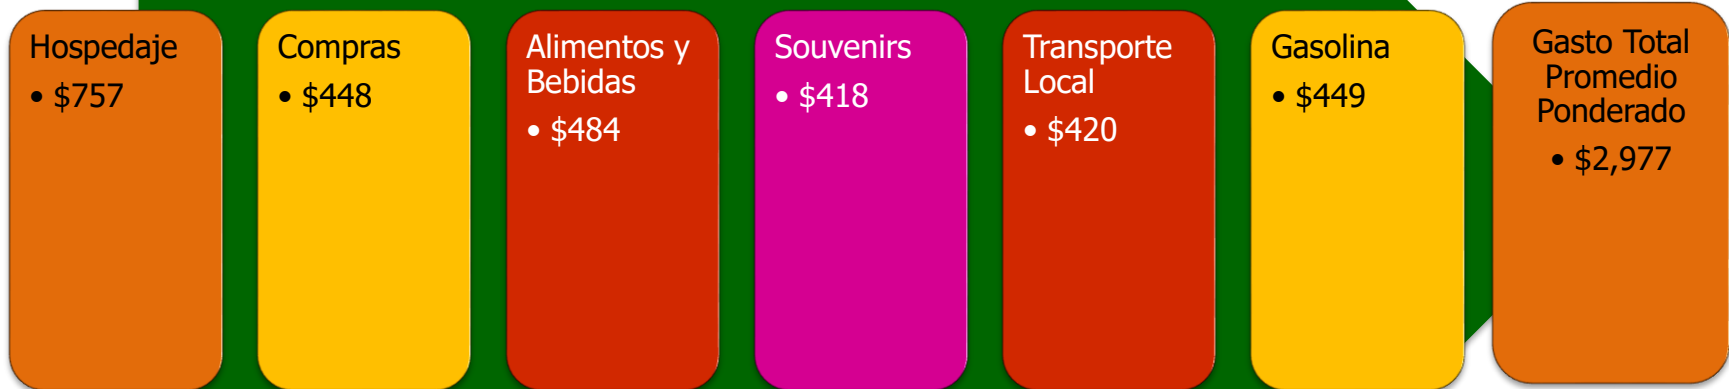 Hospedaje
• $757
Compras
• $448
Alimentos y
Bebidas
• $484
Souvenirs
• $418
Transporte
Local
• $420
Gasolina
• $449
Gasto Total
Promedio
Ponderado
• $2,977